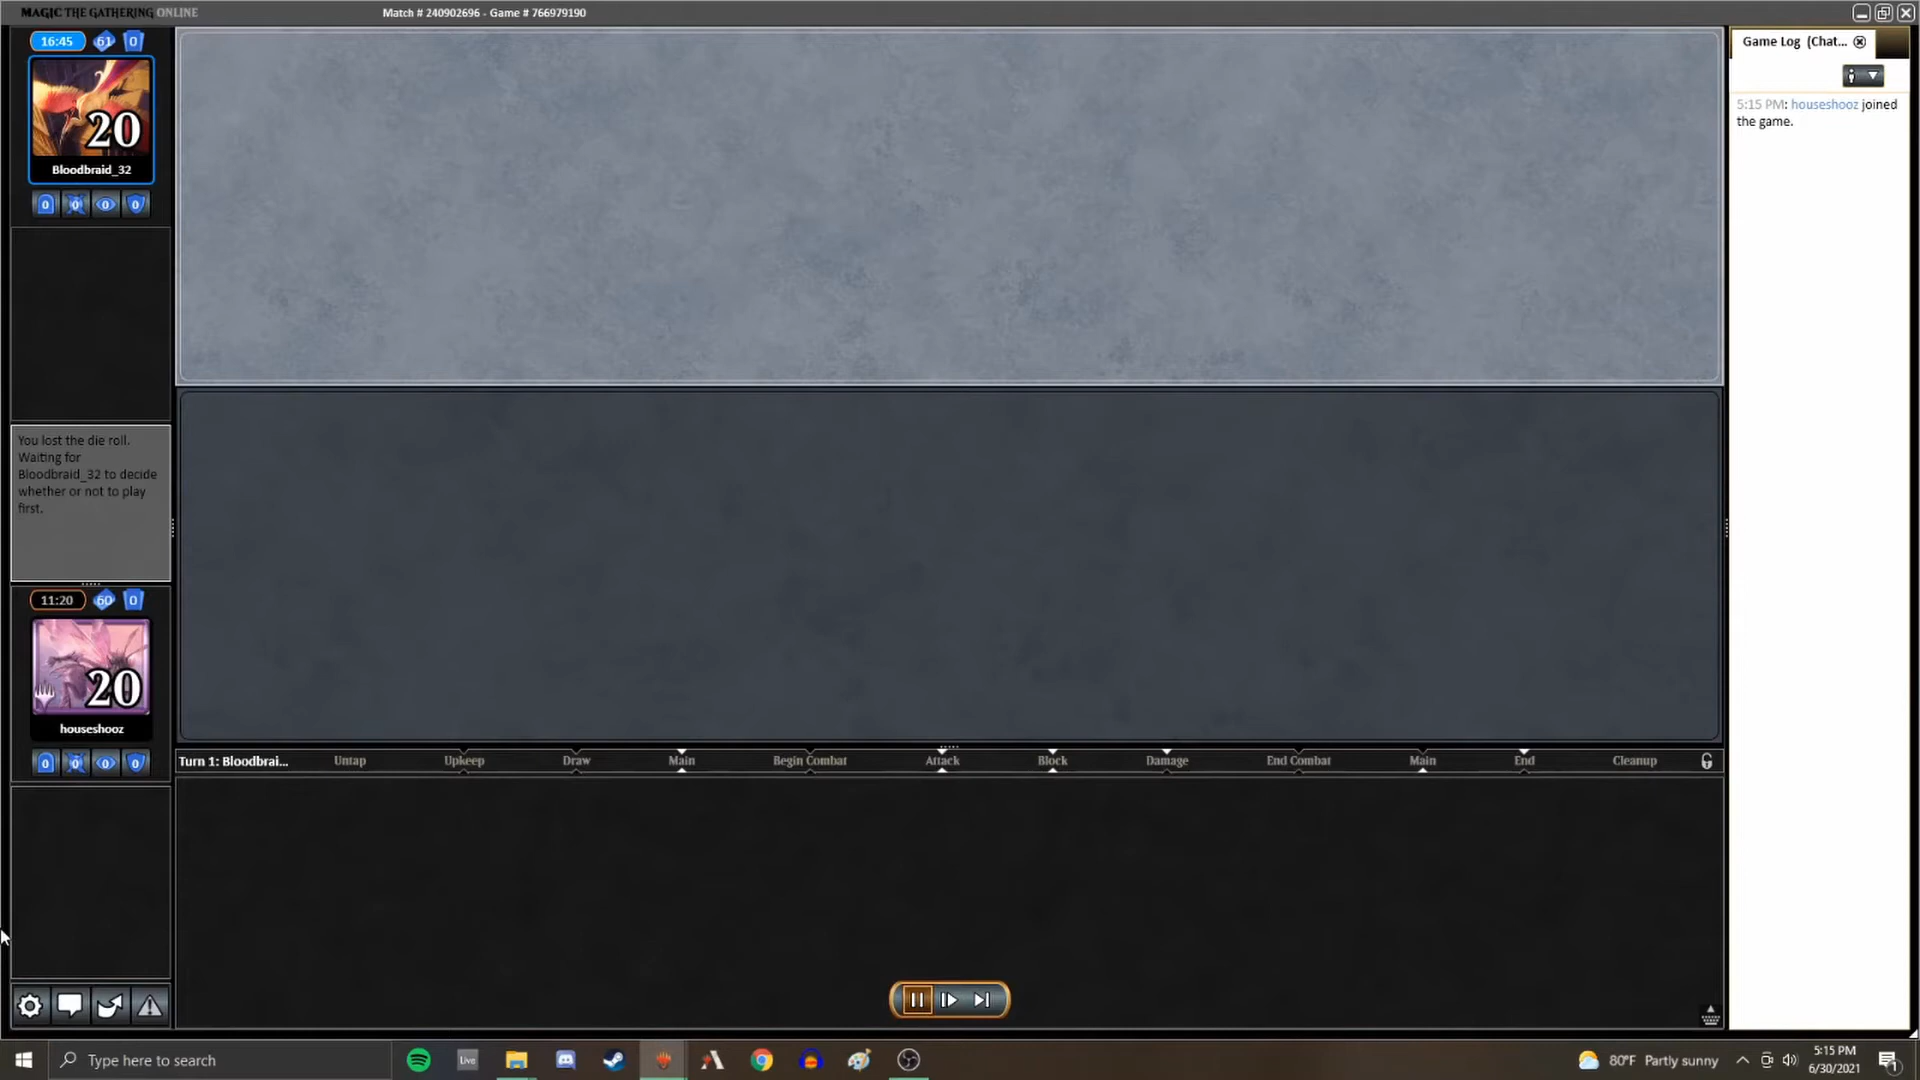 MAGIC THE GATHERING ONLINE
Match # 240902696 - Game # 766979190
16:45
61
0
20
Bloodbraid_32
0 0 0 0
You lost the die roll.
Waiting for
Bloodbraid_32 to decide
whether or not to play
first.
11:20
60
0
20
houseshooz
0 0 0 0
Turn 1: Bloodbrai... Untap Upkeep Draw Main Begin Combat Attack Block Damage End Combat Main End Cleanup
Game Log (Chat...
5:15 PM: houseshooz joined
the game.
Type here to search
Live
80°F Partly sunny
5:15 PM
6/30/2021
1